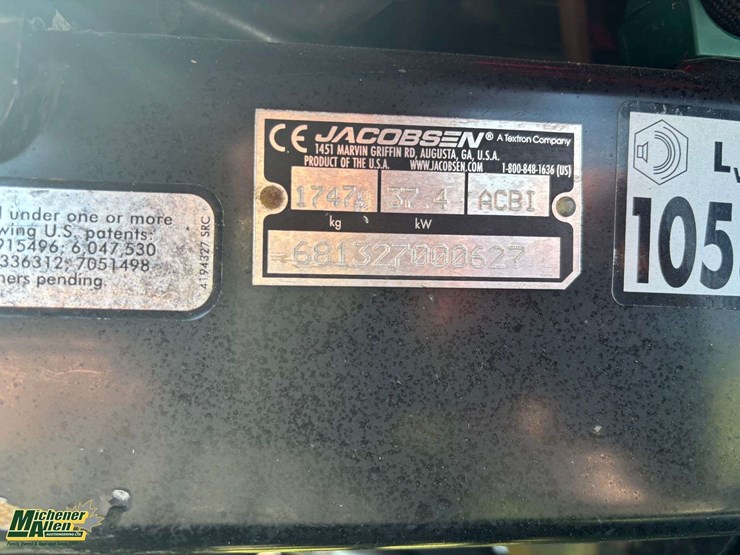 CE JACOBSEN® A Textron Company
1451 MARVIN GRIFFIN RD, AUGUSTA, GA, U.S.A.
PRODUCT OF THE U.S.A. WWW.JACOBSEN.COM 1-800-848-1636 (US)
1747 37.4 ACBI
kg kW
681327000627
under one or more
wing U.S. patents:
915496; 6,047,530
336312; 7051498
hers pending.
4194327 SRC
L
105
Michener
Allen
AUCTIONEERING LTD.